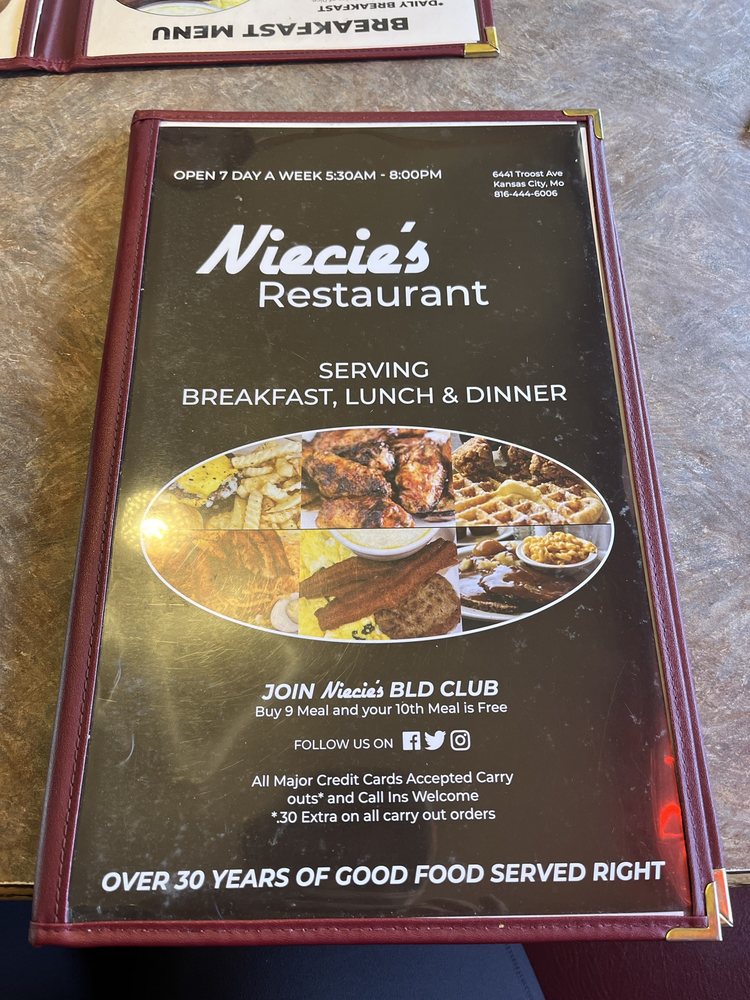 BREAKFAST MENU
*DAILY BREAKFAST
OPEN 7 DAY A WEEK 5:30AM - 8:00PM
6441 Troost Ave
Kansas City, Mo
816-444-6006
Niecie's
Restaurant
SERVING
BREAKFAST, LUNCH & DINNER
JOIN Niecie's BLD CLUB
Buy 9 Meal and your 10th Meal is Free
FOLLOW US ON
All Major Credit Cards Accepted Carry
outs* and Call Ins Welcome
*.30 Extra on all carry out orders
OVER 30 YEARS OF GOOD FOOD SERVED RIGHT